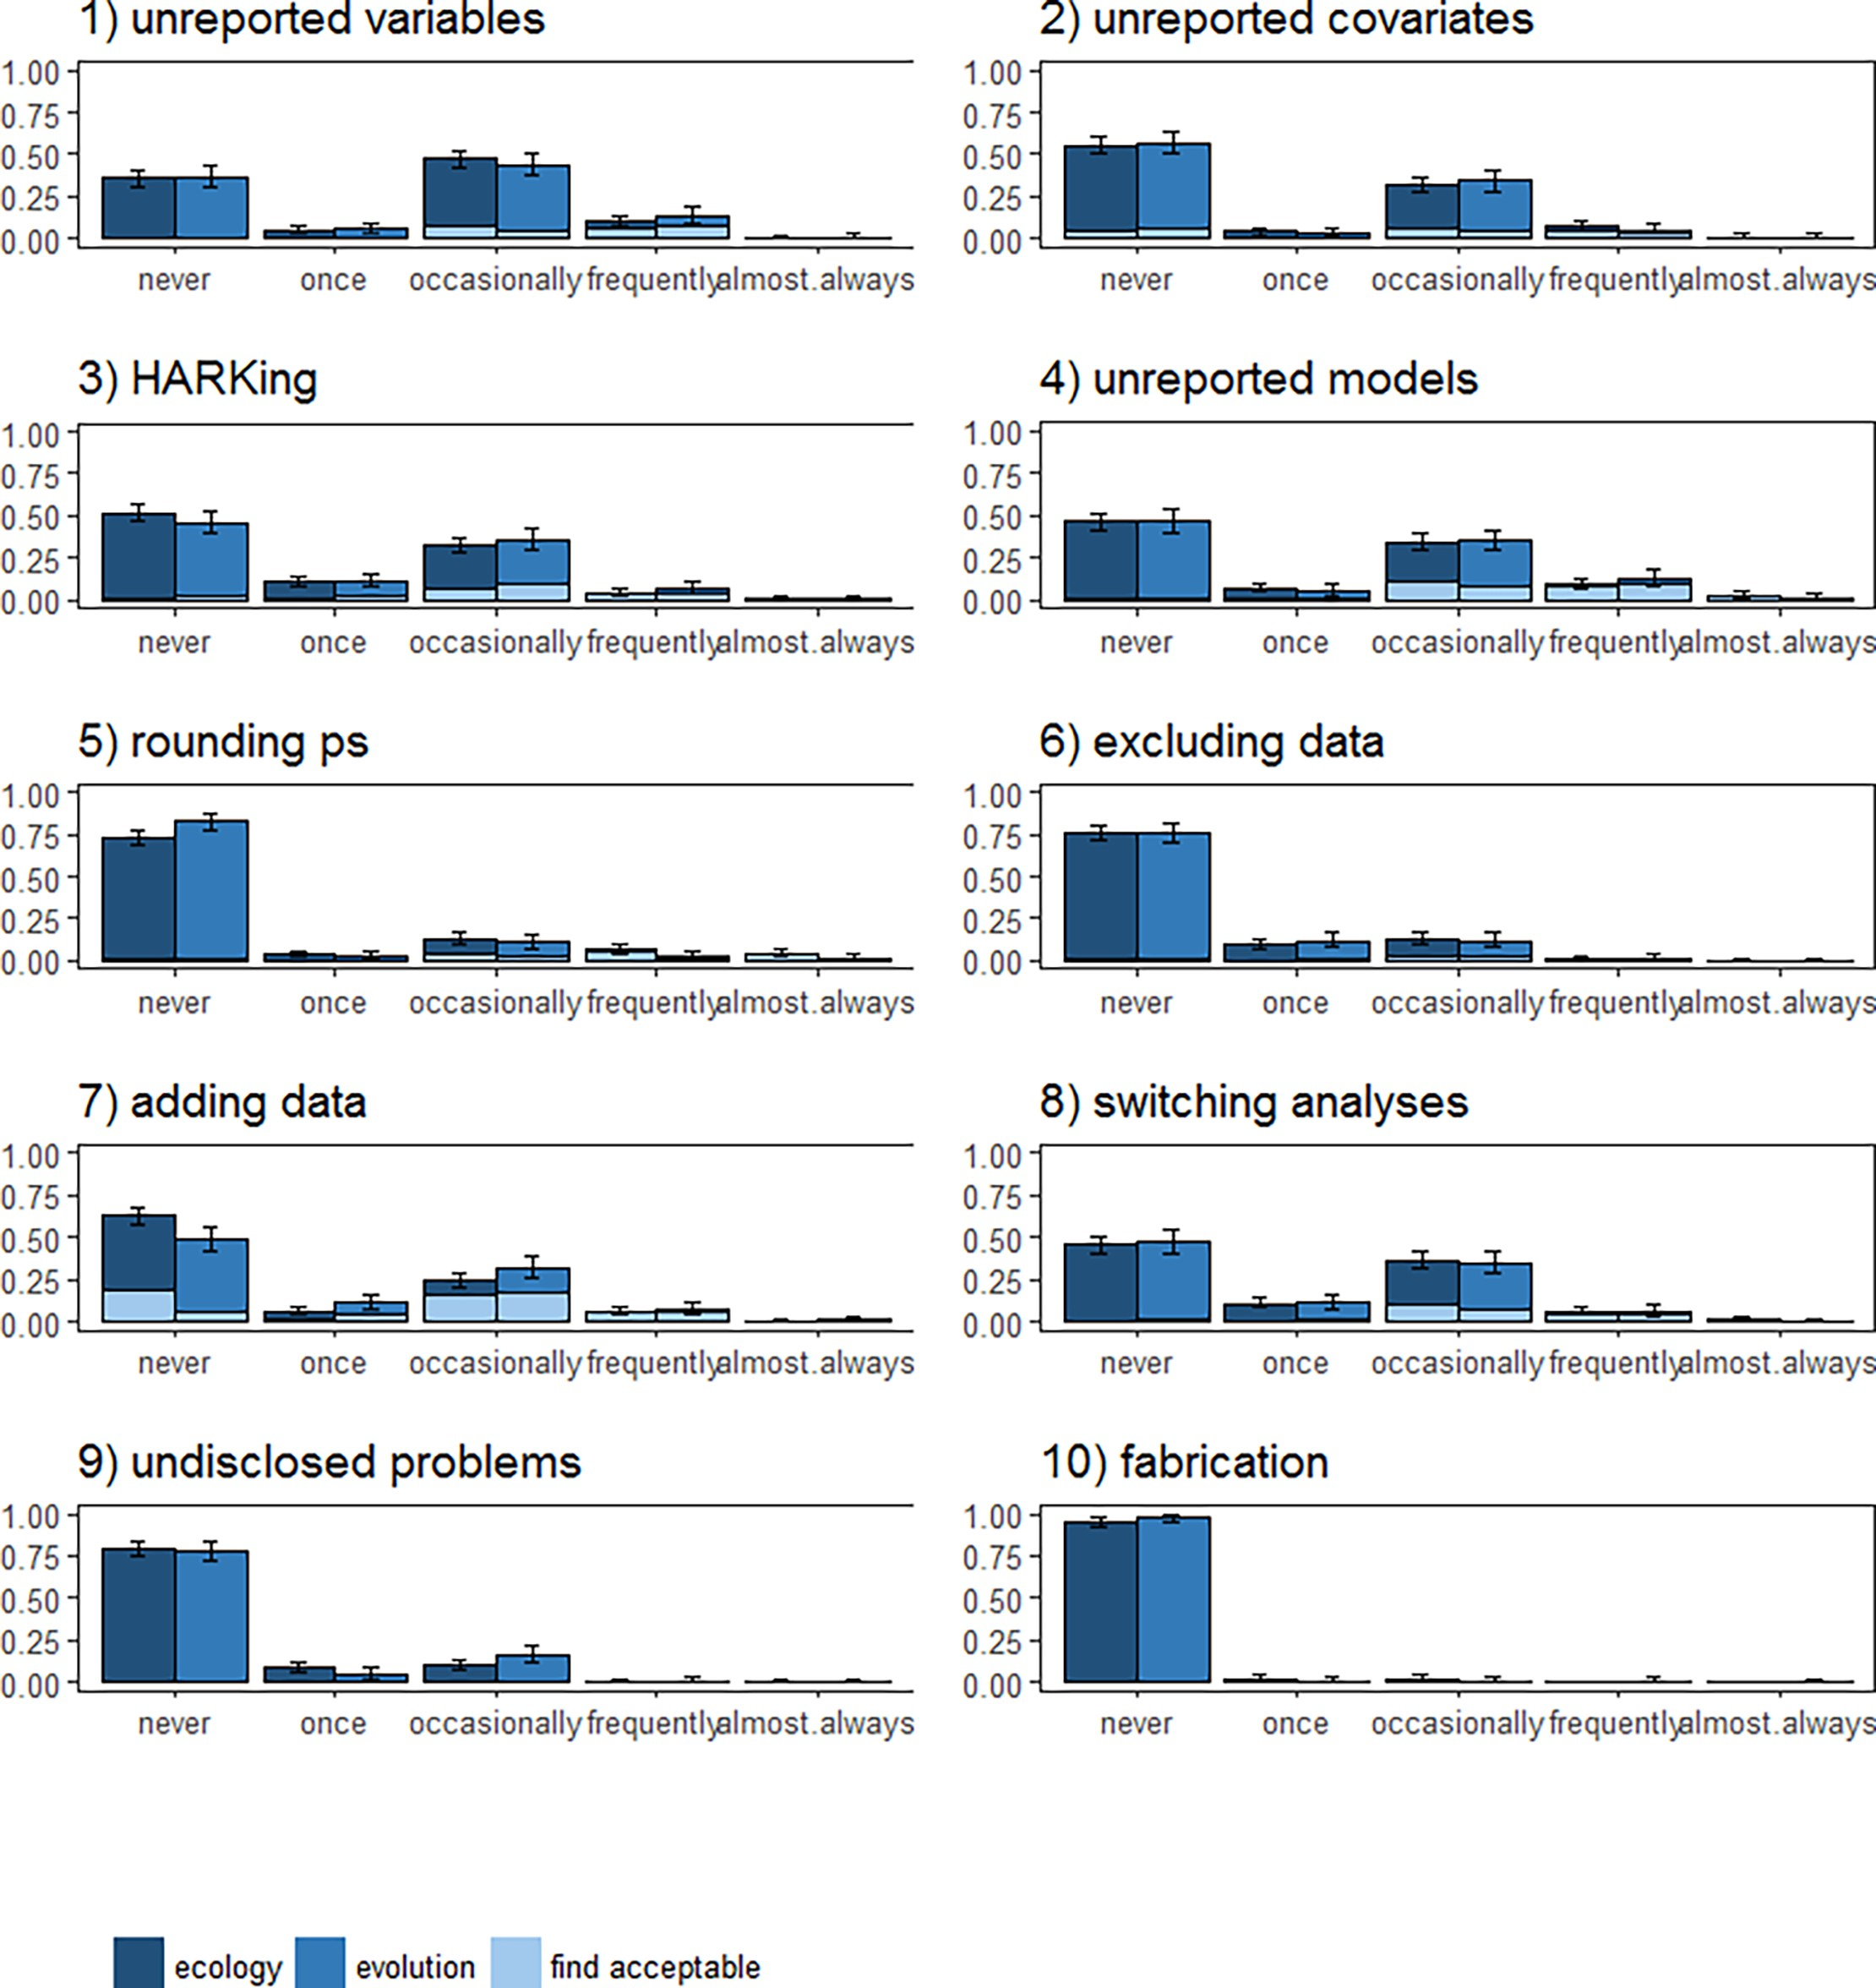 1) unreported variables
1.00
0.75
0.50
0.25
0.00
never once occasionally frequently almost.always
2) unreported covariates
1.00
0.75
0.50
0.25
0.00
never once occasionally frequently almost.always
3) HARKing
1.00
0.75
0.50
0.25
0.00
never once occasionally frequently almost.always
4) unreported models
1.00
0.75
0.50
0.25
0.00
never once occasionally frequently almost.always
5) rounding ps
1.00
0.75
0.50
0.25
0.00
never once occasionally frequently almost.always
6) excluding data
1.00
0.75
0.50
0.25
0.00
never once occasionally frequently almost.always
7) adding data
1.00
0.75
0.50
0.25
0.00
never once occasionally frequently almost.always
8) switching analyses
1.00
0.75
0.50
0.25
0.00
never once occasionally frequently almost.always
9) undisclosed problems
1.00
0.75
0.50
0.25
0.00
never once occasionally frequently almost.always
10) fabrication
1.00
0.75
0.50
0.25
0.00
never once occasionally frequently almost.always
ecology evolution find acceptable